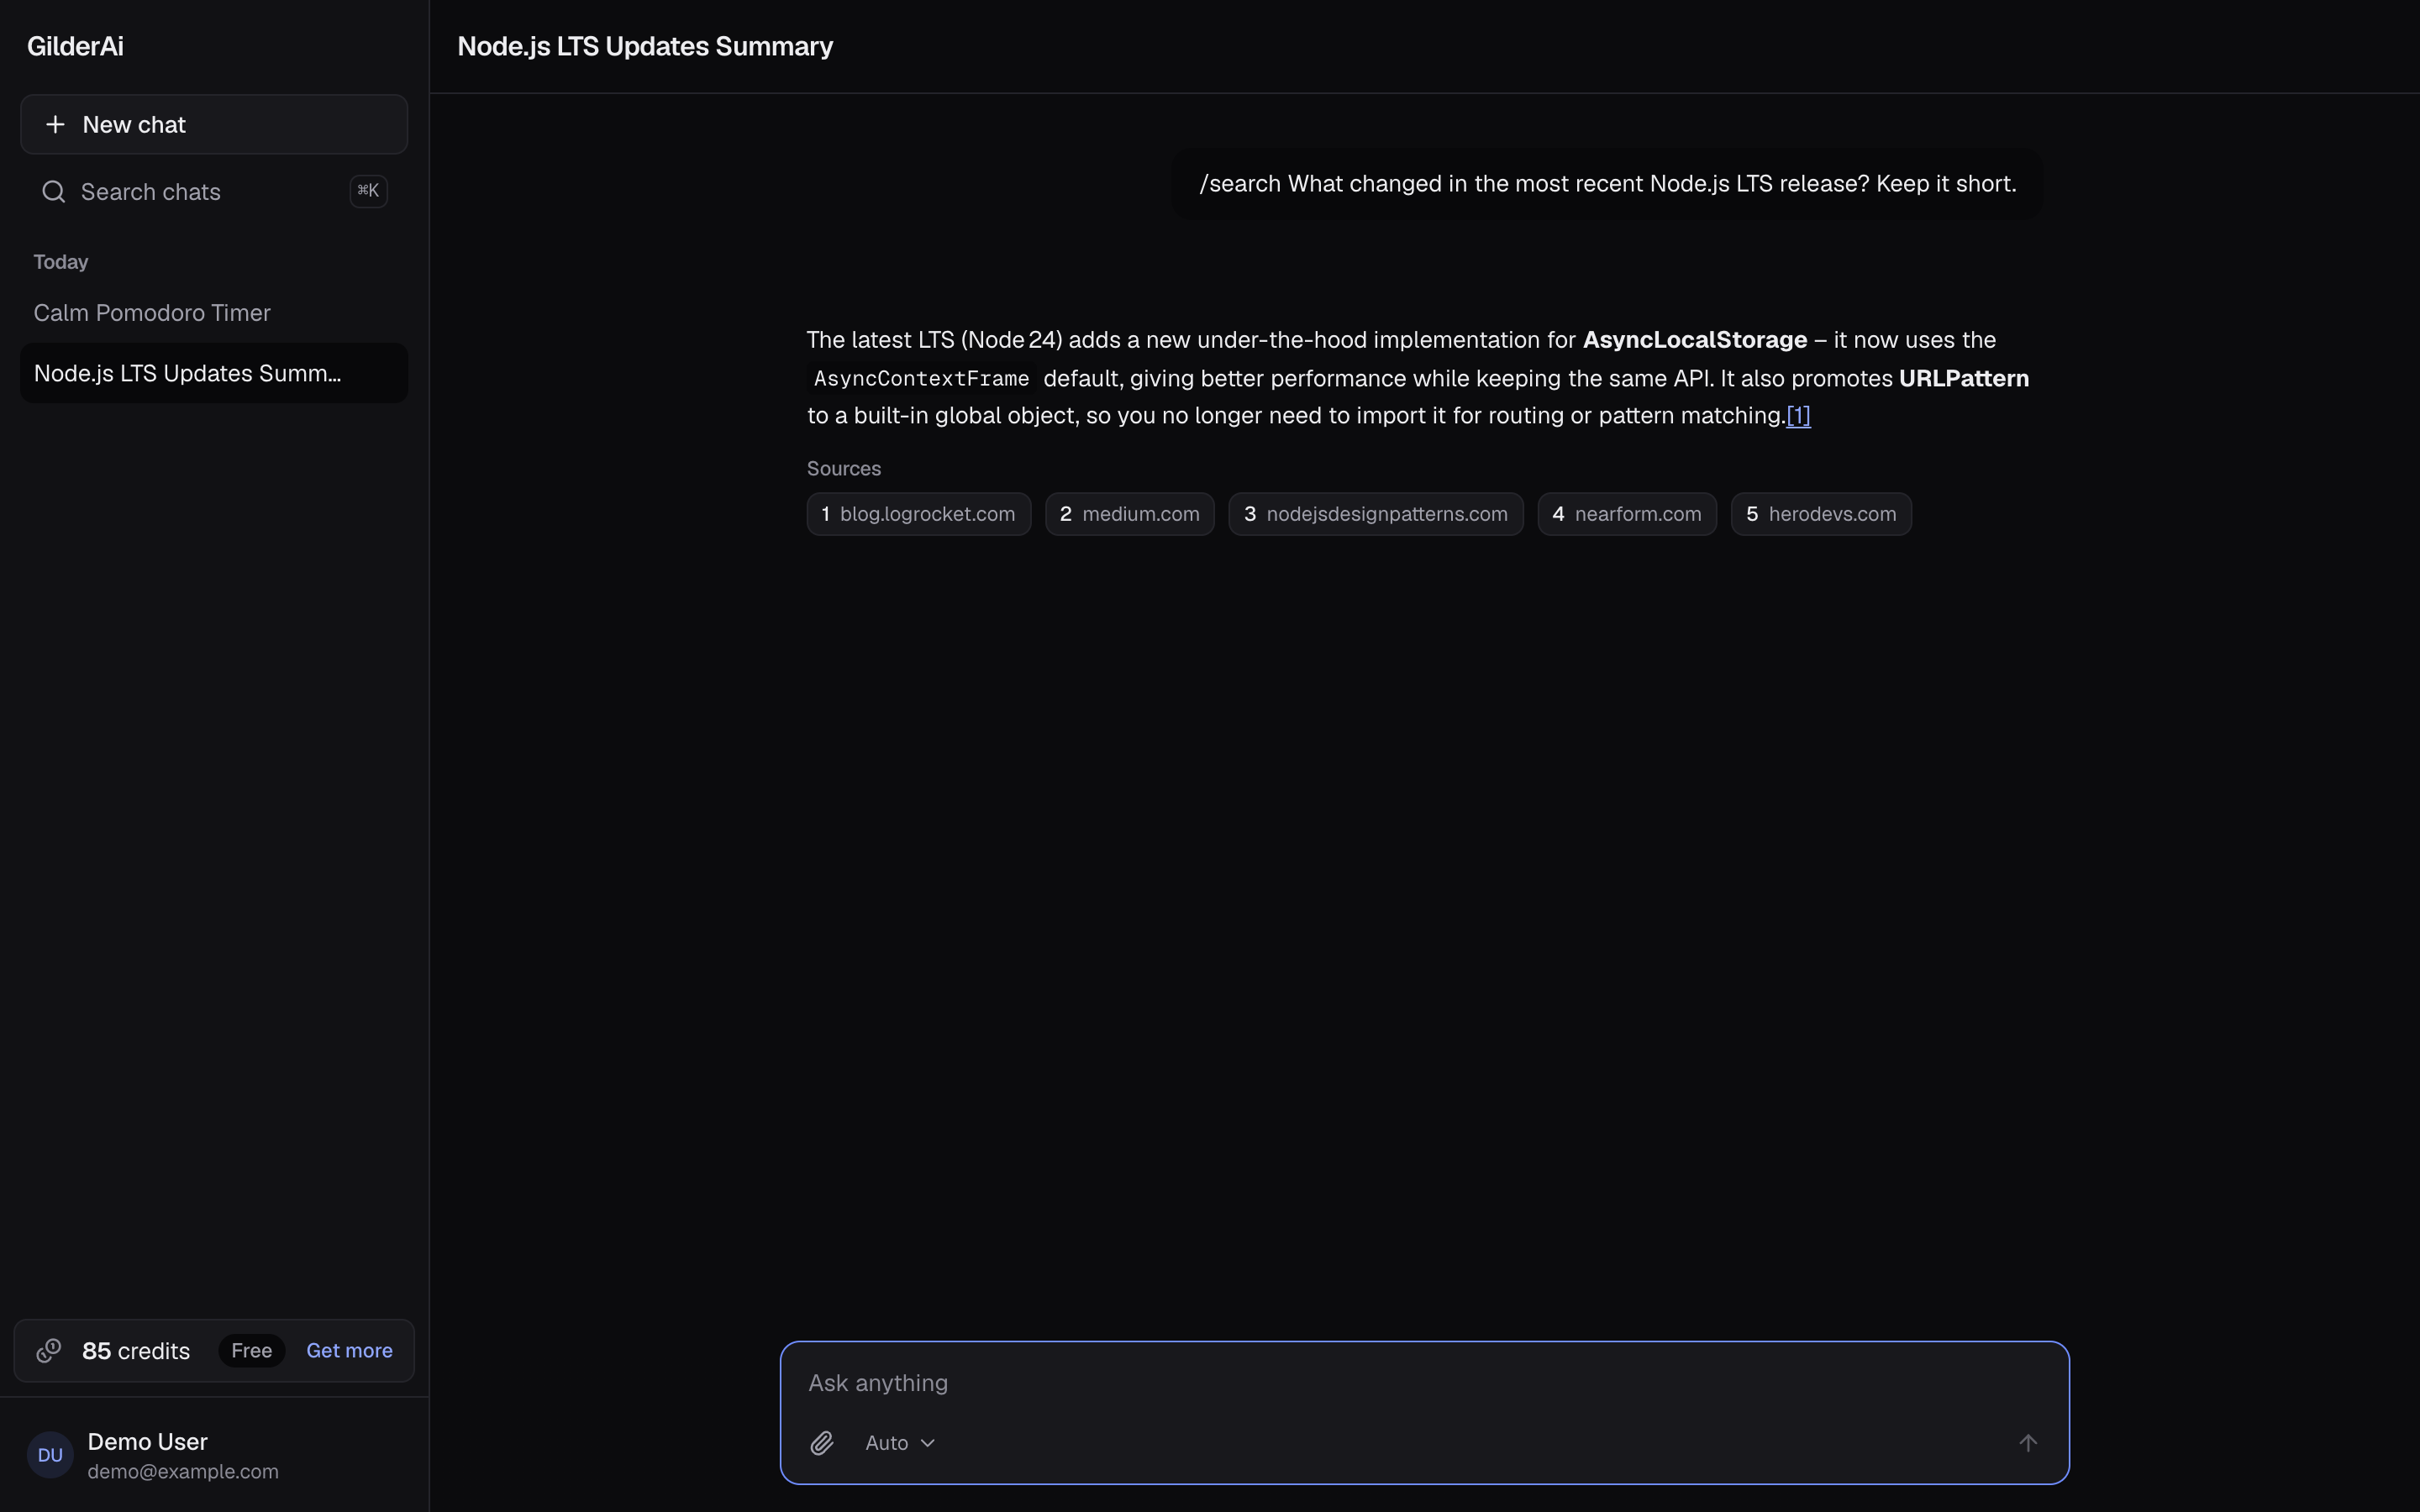 GilderAi
New chat
Search chats ⌘K
Today
Calm Pomodoro Timer
Node.js LTS Updates Summ...
85 credits Free Get more
DU
Demo User
demo@example.com
Node.js LTS Updates Summary
/search What changed in the most recent Node.js LTS release? Keep it short.
The latest LTS (Node 24) adds a new under-the-hood implementation for AsyncLocalStorage – it now uses the
AsyncContextFrame default, giving better performance while keeping the same API. It also promotes URLPattern
to a built-in global object, so you no longer need to import it for routing or pattern matching.[1]
Sources
1 blog.logrocket.com 2 medium.com 3 nodejsdesignpatterns.com 4 nearform.com 5 herodevs.com
Ask anything
Auto